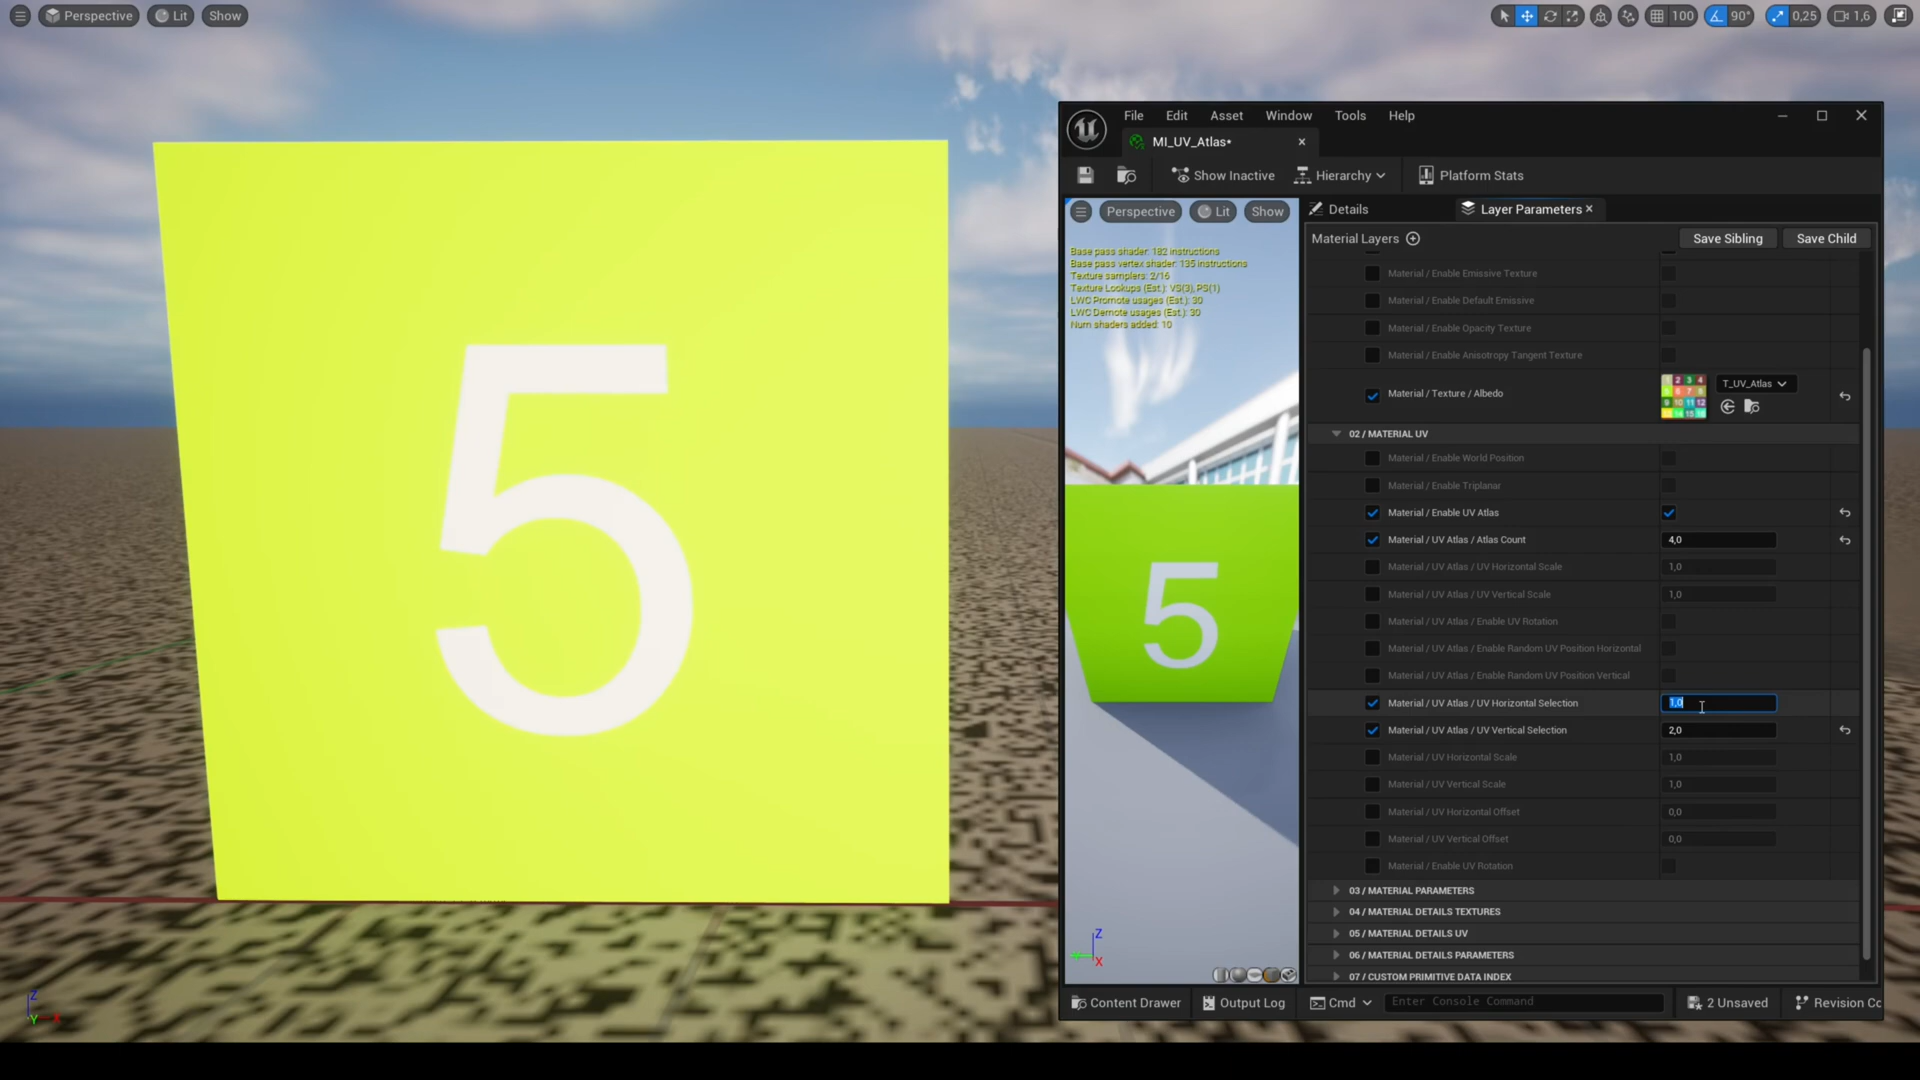 Perspective
Lit
Show
100
90°
0,25
1,6
5
File Edit Asset Window Tools Help
MI_UV_Atlas•
Show Inactive
Hierarchy
Platform Stats
Perspective
Lit
Show
Base pass shader: 182 instructions
Base pass vertex shader: 135 instructions
Texture samplers: 2/16
Texture Lookups (Est.): VS(3), PS(1)
LWC Promote usages (Est.): 30
LWC Demote usages (Est.): 30
Num shaders added: 10
5
Details
Layer Parameters
Material Layers
Save Sibling
Save Child
Material / Enable Emissive Texture
Material / Enable Default Emissive
Material / Enable Opacity Texture
Material / Enable Anisotropy Tangent Texture
Material / Texture / Albedo
T_UV_Atlas
02 / MATERIAL UV
Material / Enable World Position
Material / Enable Triplanar
Material / Enable UV Atlas
Material / UV Atlas / Atlas Count 4,0
Material / UV Atlas / UV Horizontal Scale 1,0
Material / UV Atlas / UV Vertical Scale 1,0
Material / UV Atlas / Enable UV Rotation
Material / UV Atlas / Enable Random UV Position Horizontal
Material / UV Atlas / Enable Random UV Position Vertical
Material / UV Atlas / UV Horizontal Selection 1,0
Material / UV Atlas / UV Vertical Selection 2,0
Material / UV Horizontal Scale 1,0
Material / UV Vertical Scale 1,0
Material / UV Horizontal Offset 0,0
Material / UV Vertical Offset 0,0
Material / Enable UV Rotation
03 / MATERIAL PARAMETERS
04 / MATERIAL DETAILS TEXTURES
05 / MATERIAL DETAILS UV
06 / MATERIAL DETAILS PARAMETERS
07 / CUSTOM PRIMITIVE DATA INDEX
Z
X
Z
Y
X
Content Drawer
Output Log
Cmd
Enter Console Command
2 Unsaved
Revision Co